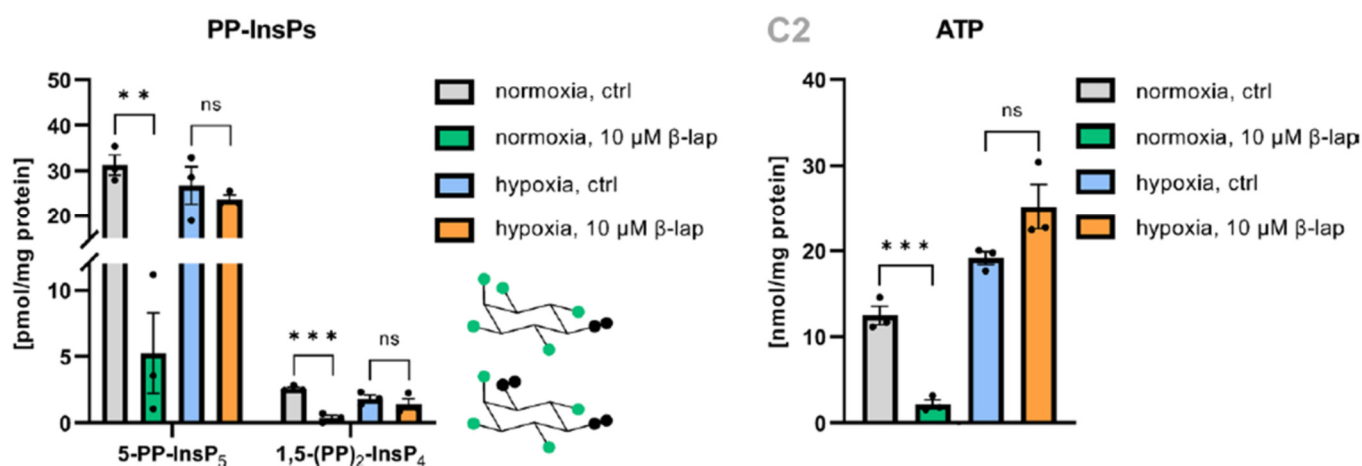 PP-InsPs
50
40
30
20
10
5
0
[pmol/mg protein]
* *
ns
* * *
ns
5-PP-InsP₅
1,5-(PP)₂-InsP₄
normoxia, ctrl
normoxia, 10 µM β-lap
hypoxia, ctrl
hypoxia, 10 µM β-lap
C2
ATP
40
30
20
10
0
[nmol/mg protein]
* * *
ns
normoxia, ctrl
normoxia, 10 µM β-lap
hypoxia, ctrl
hypoxia, 10 µM β-lap